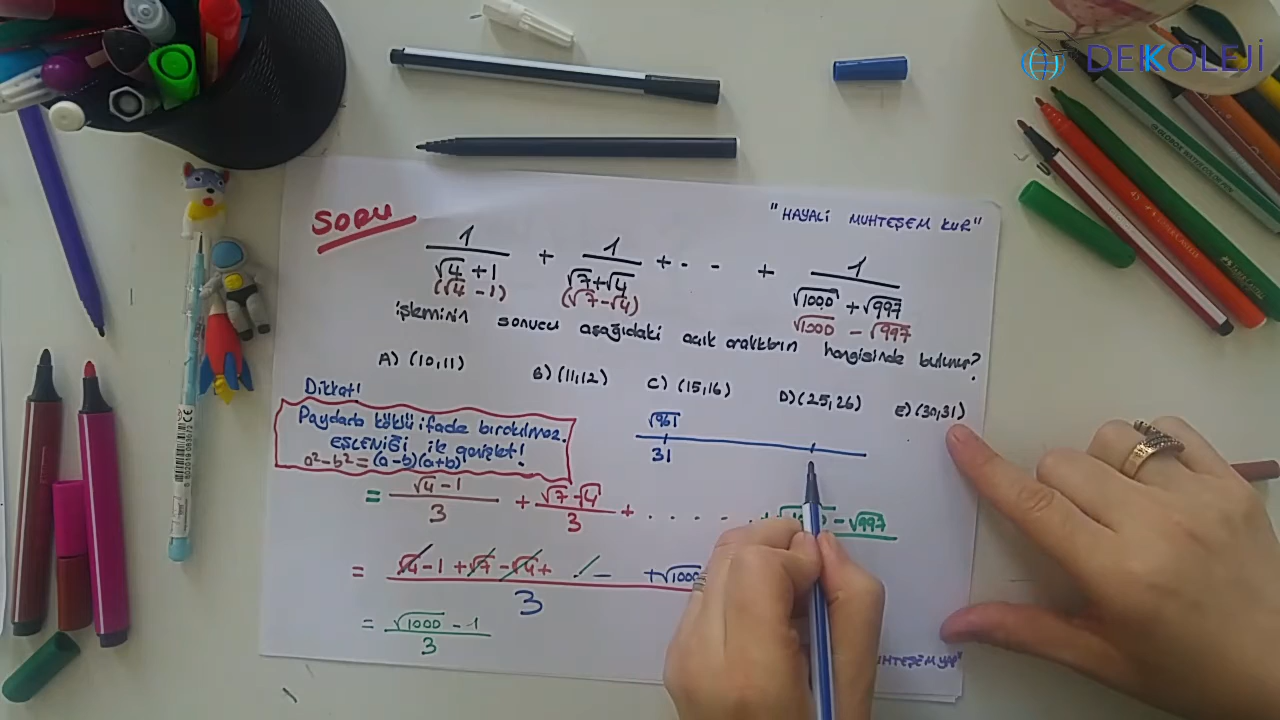 DEKOLEJİ
SORU
"HAYALİ MUHTEŞEM KUR"
1/(√4 + 1) + 1/(√7+√4) + · - - + 1/(√1000 + √997)
(√4 - 1) (√7-√4) √1000 - √997
işleminin sonucu aşağıdaki açık aralıkların hangisinde bulunur?
A) (10,11) B) (11,12) C) (15,16) D) (25,26) E) (30,31)
Dikkat!
Paydada köklü ifade bırakılmaz.
EŞLENİĞİ ile genişlet!
a²-b²=(a-b)(a+b)
√961
31
= (√4-1)/3 + (√7-√4)/3 + . . . . - - √997
= (√4-1 + √7-√4+ - +√1000)/3
= (√1000 - 1)/3